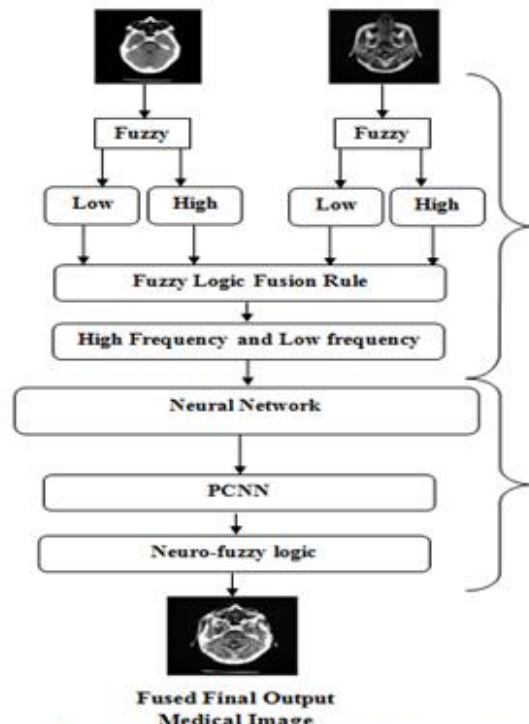 Fuzzy
Fuzzy
Low
High
Low
High
Fuzzy Logic Fusion Rule
High Frequency and Low frequency
Neural Network
PCNN
Neuro-fuzzy logic
Fused Final Output
Medical Image